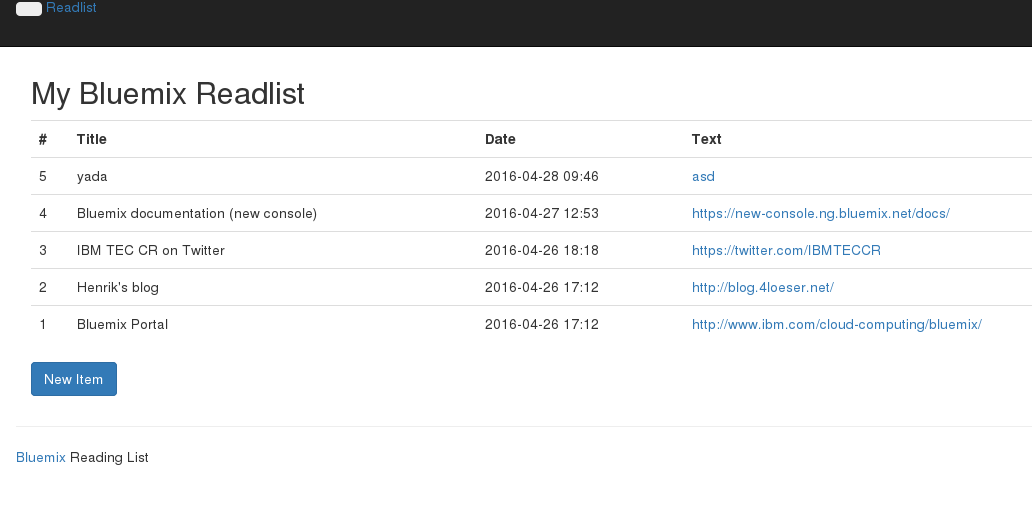 Readlist
My Bluemix Readlist
# Title Date Text
5 yada 2016-04-28 09:46 asd
4 Bluemix documentation (new console) 2016-04-27 12:53 https://new-console.ng.bluemix.net/docs/
3 IBM TEC CR on Twitter 2016-04-26 18:18 https://twitter.com/IBMTECCR
2 Henrik's blog 2016-04-26 17:12 http://blog.4loeser.net/
1 Bluemix Portal 2016-04-26 17:12 http://www.ibm.com/cloud-computing/bluemix/
New Item
Bluemix Reading List